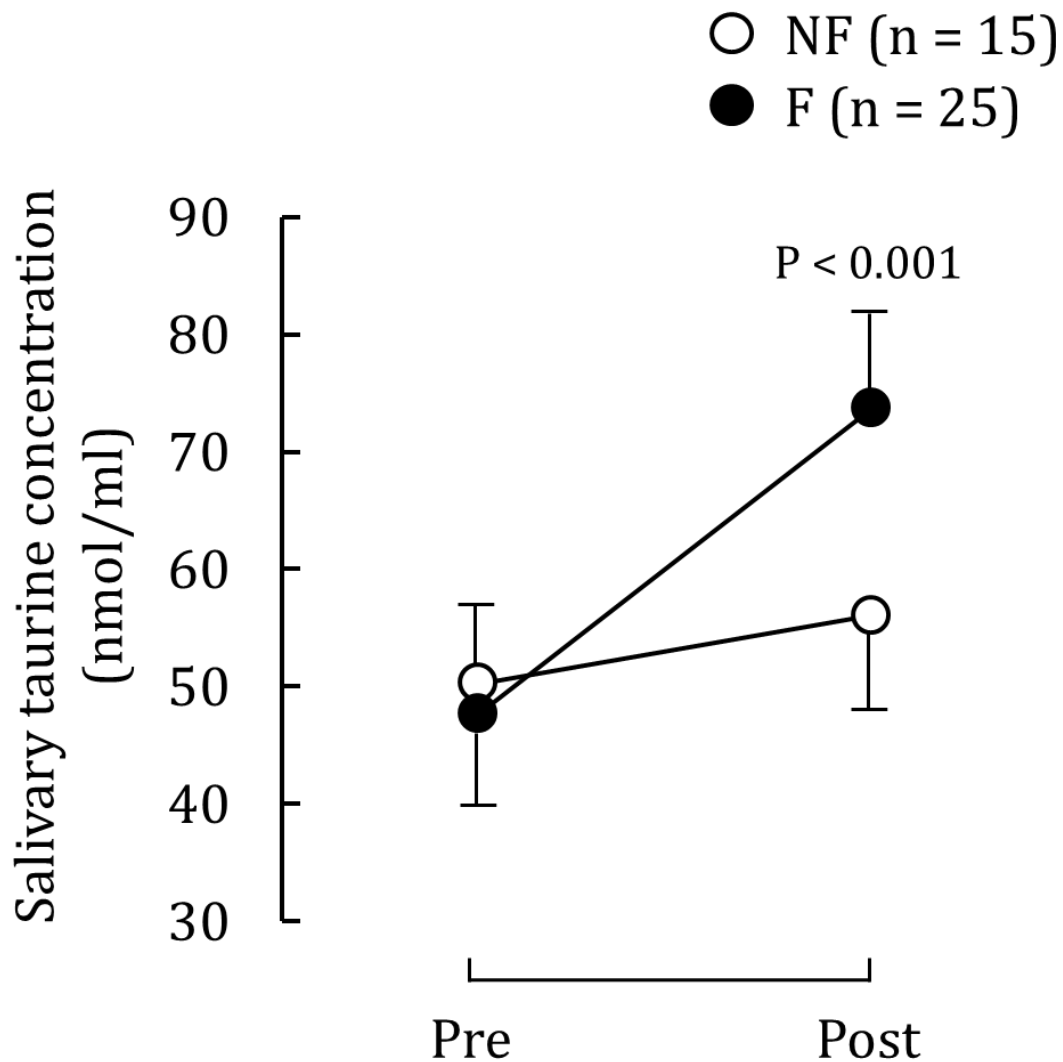 NF (n = 15)
F (n = 25)
Salivary taurine concentration
(nmol/ml)
90
80
70
60
50
40
30
P < 0.001
Pre
Post